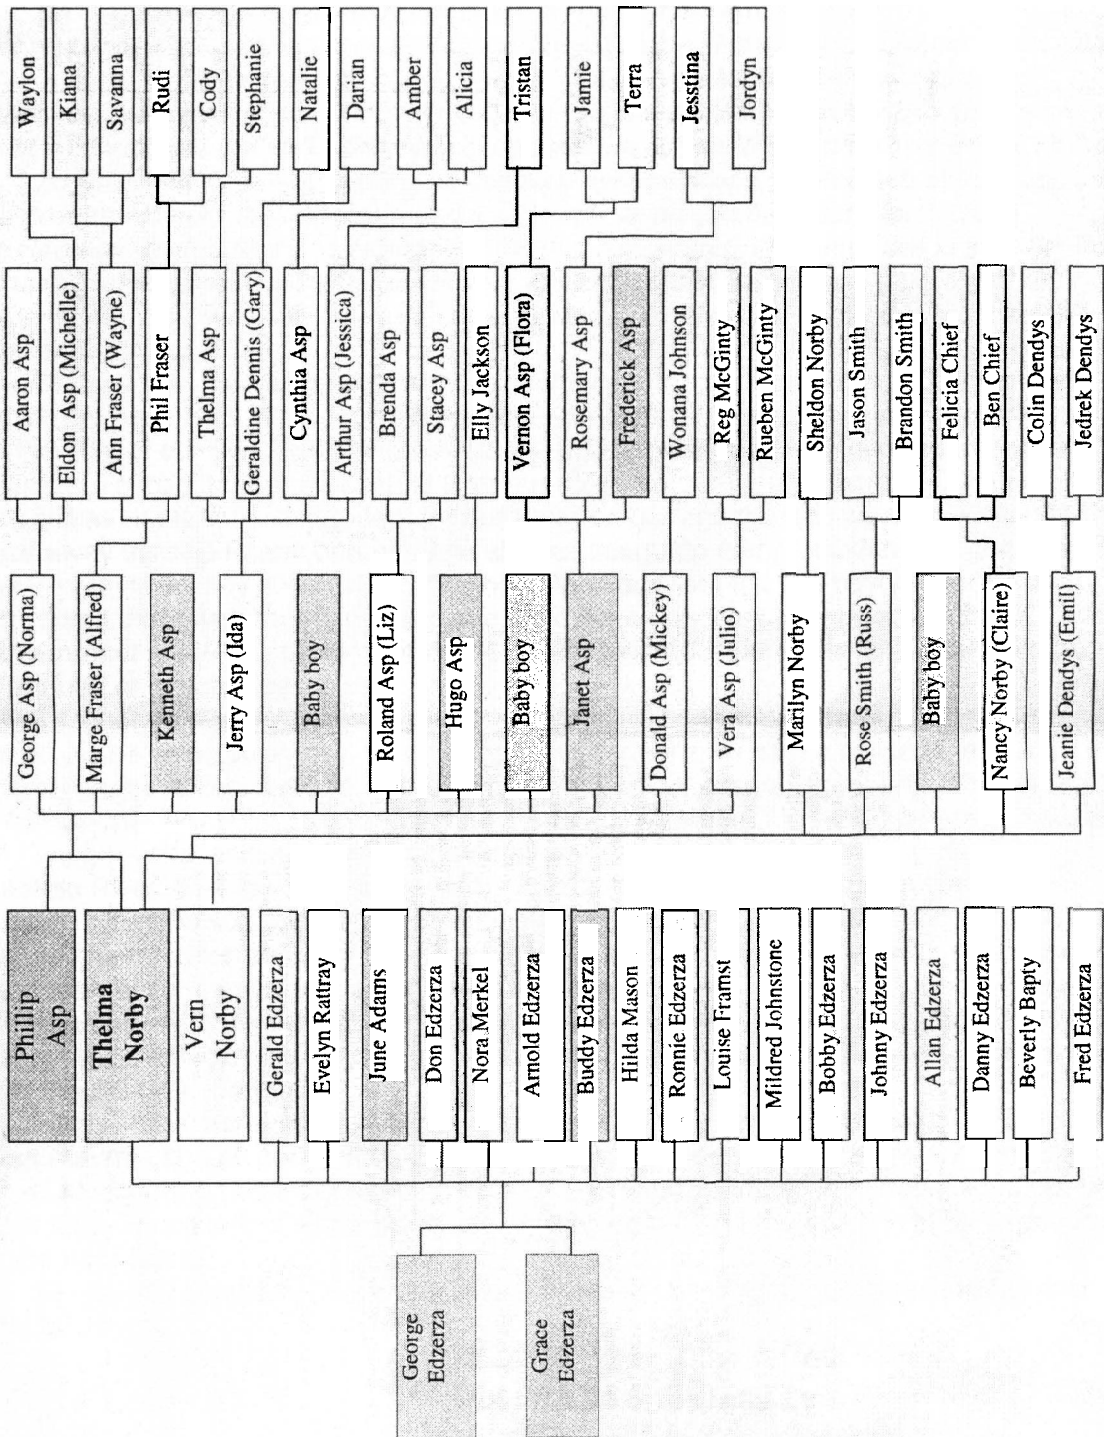 George
Edzerza
Grace
Edzerza
Phillip
Asp
Thelma
Norby
Vern
Norby
Gerald Edzerza
Evelyn Rattray
June Adams
Don Edzerza
Nora Merkel
Arnold Edzerza
Buddy Edzerza
Hilda Mason
Ronnie Edzerza
Louise Framst
Mildred Johnstone
Bobby Edzerza
Johnny Edzerza
Allan Edzerza
Danny Edzerza
Beverly Bapty
Fred Edzerza
George Asp (Norma)
Marge Fraser (Alfred)
Kenneth Asp
Jerry Asp (Ida)
Baby boy
Roland Asp (Liz)
Hugo Asp
Baby boy
Janet Asp
Donald Asp (Mickey)
Vera Asp (Julio)
Marilyn Norby
Rose Smith (Russ)
Baby boy
Nancy Norby (Claire)
Jeanie Dendys (Emil)
Aaron Asp
Eldon Asp (Michelle)
Ann Fraser (Wayne)
Phil Fraser
Thelma Asp
Geraldine Dennis (Gary)
Cynthia Asp
Arthur Asp (Jessica)
Brenda Asp
Stacey Asp
Elly Jackson
Vernon Asp (Flora)
Rosemary Asp
Frederick Asp
Wonana Johnson
Reg McGinty
Rueben McGinty
Sheldon Norby
Jason Smith
Brandon Smith
Felicia Chief
Ben Chief
Colin Dendys
Jedrek Dendys
Waylon
Kiana
Savanna
Rudi
Cody
Stephanie
Natalie
Darian
Amber
Alicia
Tristan
Jamie
Terra
Jesstina
Jordyn